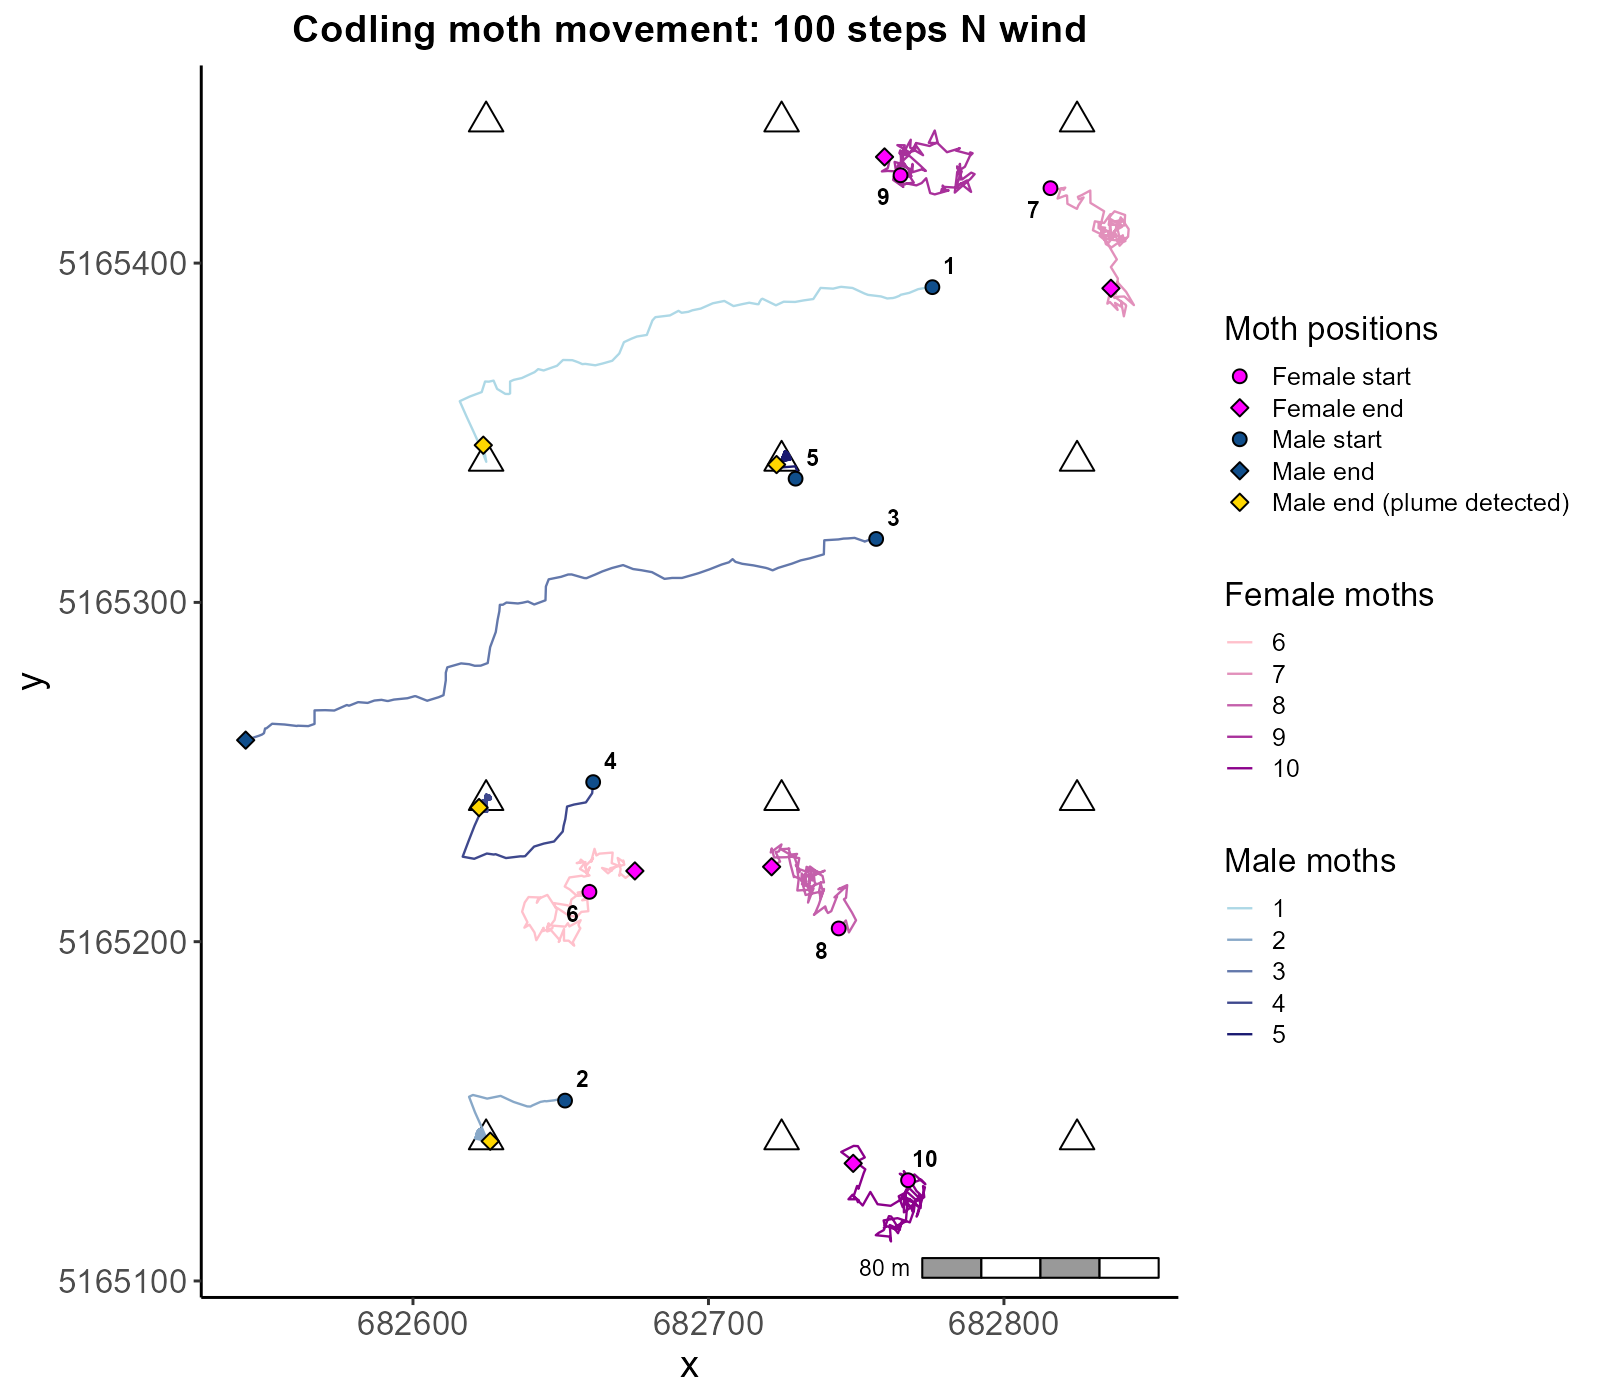 Codling moth movement: 100 steps N wind
9
7
1
5
3
4
6
8
2
10
80 m
5165400
5165300
5165200
5165100
682600
682700
682800
x
y
Moth positions
Female start
Female end
Male start
Male end
Male end (plume detected)
Female moths
6
7
8
9
10
Male moths
1
2
3
4
5